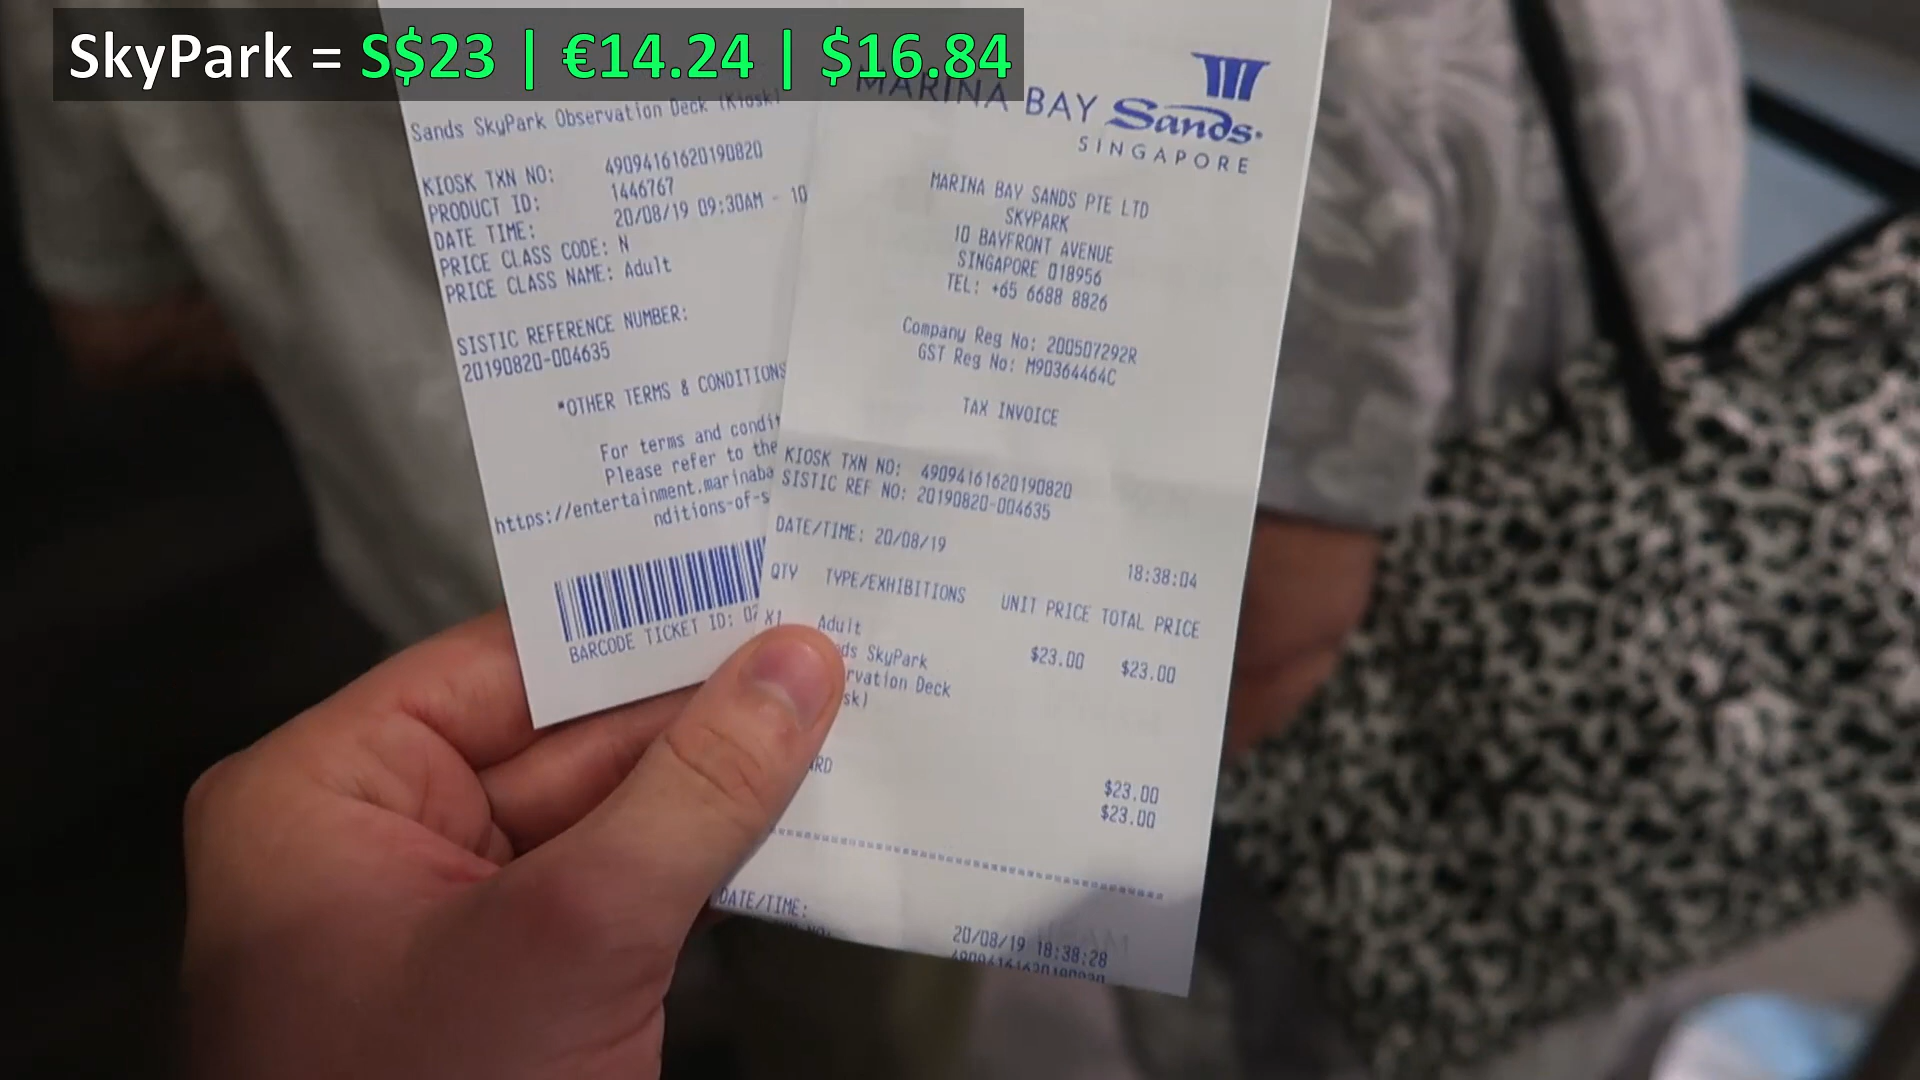 SkyPark = S$23 | €14.24 | $16.84
Sands SkyPark Observation Deck (Kiosk)
KIOSK TXN NO: 49094161620190820
PRODUCT ID: 1446767
DATE TIME: 20/08/19 09:30AM - 10
PRICE CLASS CODE: N
PRICE CLASS NAME: Adult
SISTIC REFERENCE NUMBER:
20190820-004635
*OTHER TERMS & CONDITIONS
For terms and condit
Please refer to the
https://entertainment.marinaba
nditions-of-s
BARCODE TICKET ID: 02
MARINA BAY Sands.
SINGAPORE
MARINA BAY SANDS PTE LTD
SKYPARK
10 BAYFRONT AVENUE
SINGAPORE 018956
TEL: +65 6688 8826
Company Reg No: 200507292R
GST Reg No: M90364464C
TAX INVOICE
KIOSK TXN NO: 49094161620190820
SISTIC REF NO: 20190820-004635
DATE/TIME: 20/08/19 18:38:04
QTY TYPE/EXHIBITIONS UNIT PRICE TOTAL PRICE
X1 Adult
ds SkyPark $23.00 $23.00
rvation Deck
sk)
ARD $23.00
$23.00
DATE/TIME: 20/08/19 18:38:28
49094161620190820